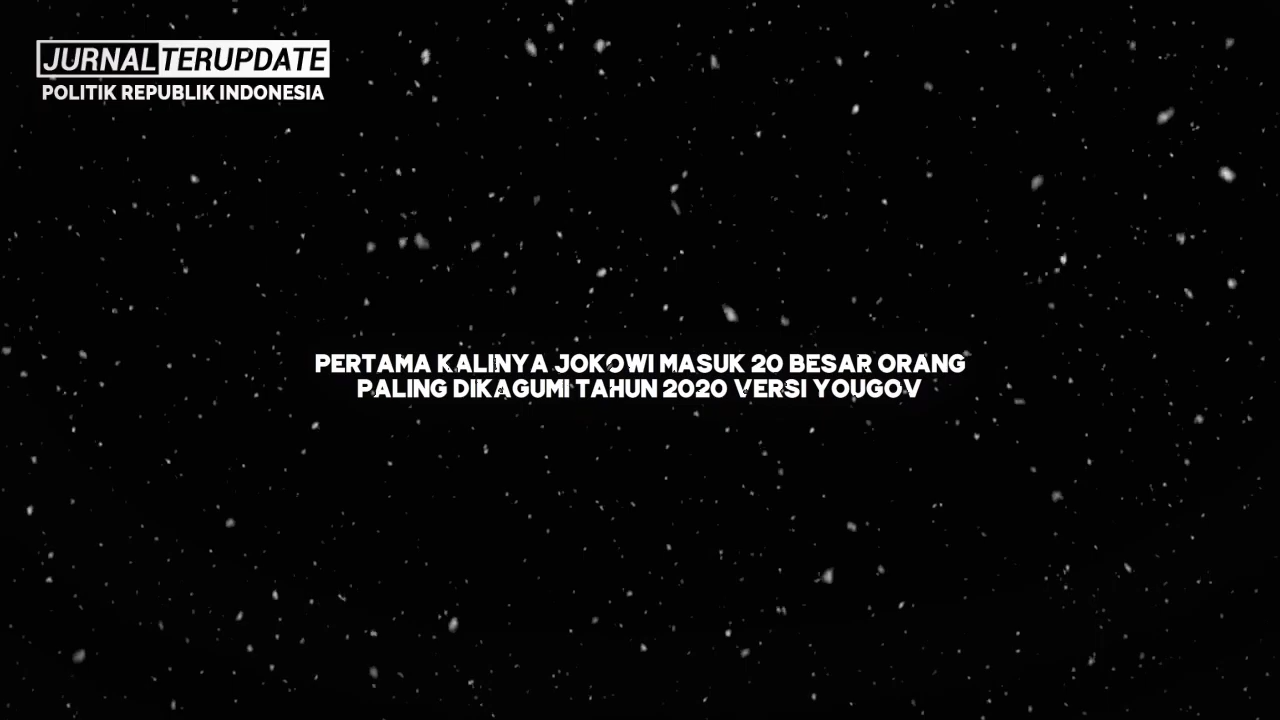 JURNALTERUPDATE
POLITIK REPUBLIK INDONESIA
PERTAMA KALINYA JOKOWI MASUK 20 BESAR ORANG
PALING DIKAGUMI TAHUN 2020 VERSI YOUGOV